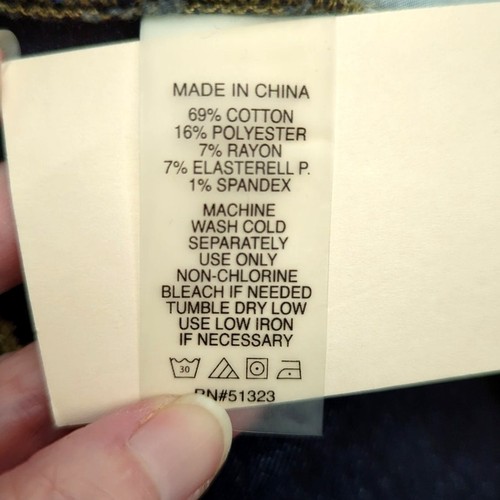 MADE IN CHINA
69% COTTON
16% POLYESTER
7% RAYON
7% ELASTERELL P.
1% SPANDEX
MACHINE
WASH COLD
SEPARATELY
USE ONLY
NON-CHLORINE
BLEACH IF NEEDED
TUMBLE DRY LOW
USE LOW IRON
IF NECESSARY
30
RN#51323